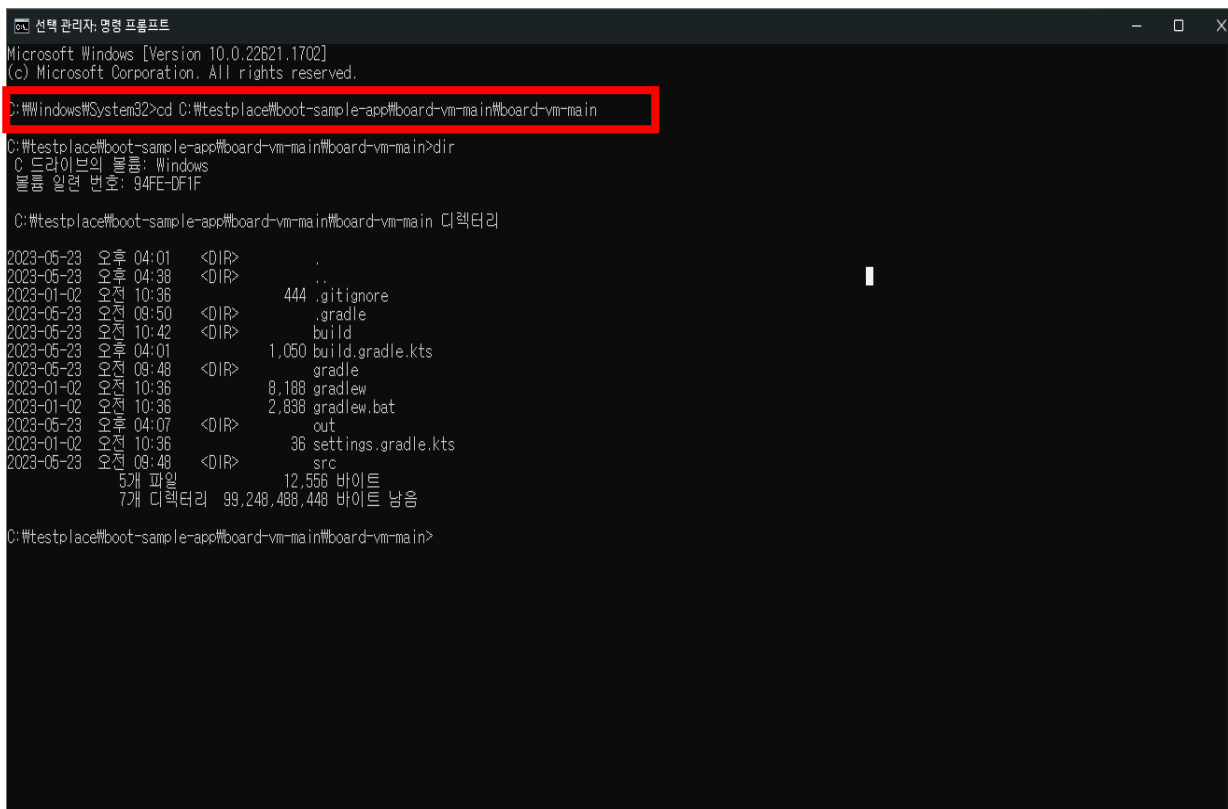 선택 관리자: 명령 프롬프트
Microsoft Windows [Version 10.0.22621.1702]
(c) Microsoft Corporation. All rights reserved.
C:₩Windows₩System32>cd C:₩testplace₩boot-sample-app₩board-vm-main₩board-vm-main
C:₩testplace₩boot-sample-app₩board-vm-main₩board-vm-main>dir
C 드라이브의 볼륨: Windows
볼륨 일련 번호: 94FE-DF1F
C:₩testplace₩boot-sample-app₩board-vm-main₩board-vm-main 디렉터리
2023-05-23 오후 04:01 <DIR> .
2023-05-23 오후 04:38 <DIR> ..
2023-01-02 오전 10:36 444 .gitignore
2023-05-23 오전 09:50 <DIR> .gradle
2023-05-23 오전 10:42 <DIR> build
2023-05-23 오후 04:01 1,050 build.gradle.kts
2023-05-23 오전 09:48 <DIR> gradle
2023-01-02 오전 10:36 8,188 gradlew
2023-01-02 오전 10:36 2,838 gradlew.bat
2023-05-23 오후 04:07 <DIR> out
2023-01-02 오전 10:36 36 settings.gradle.kts
2023-05-23 오전 09:48 <DIR> src
5개 파일 12,556 바이트
7개 디렉터리 99,248,488,448 바이트 남음
C:₩testplace₩boot-sample-app₩board-vm-main₩board-vm-main>